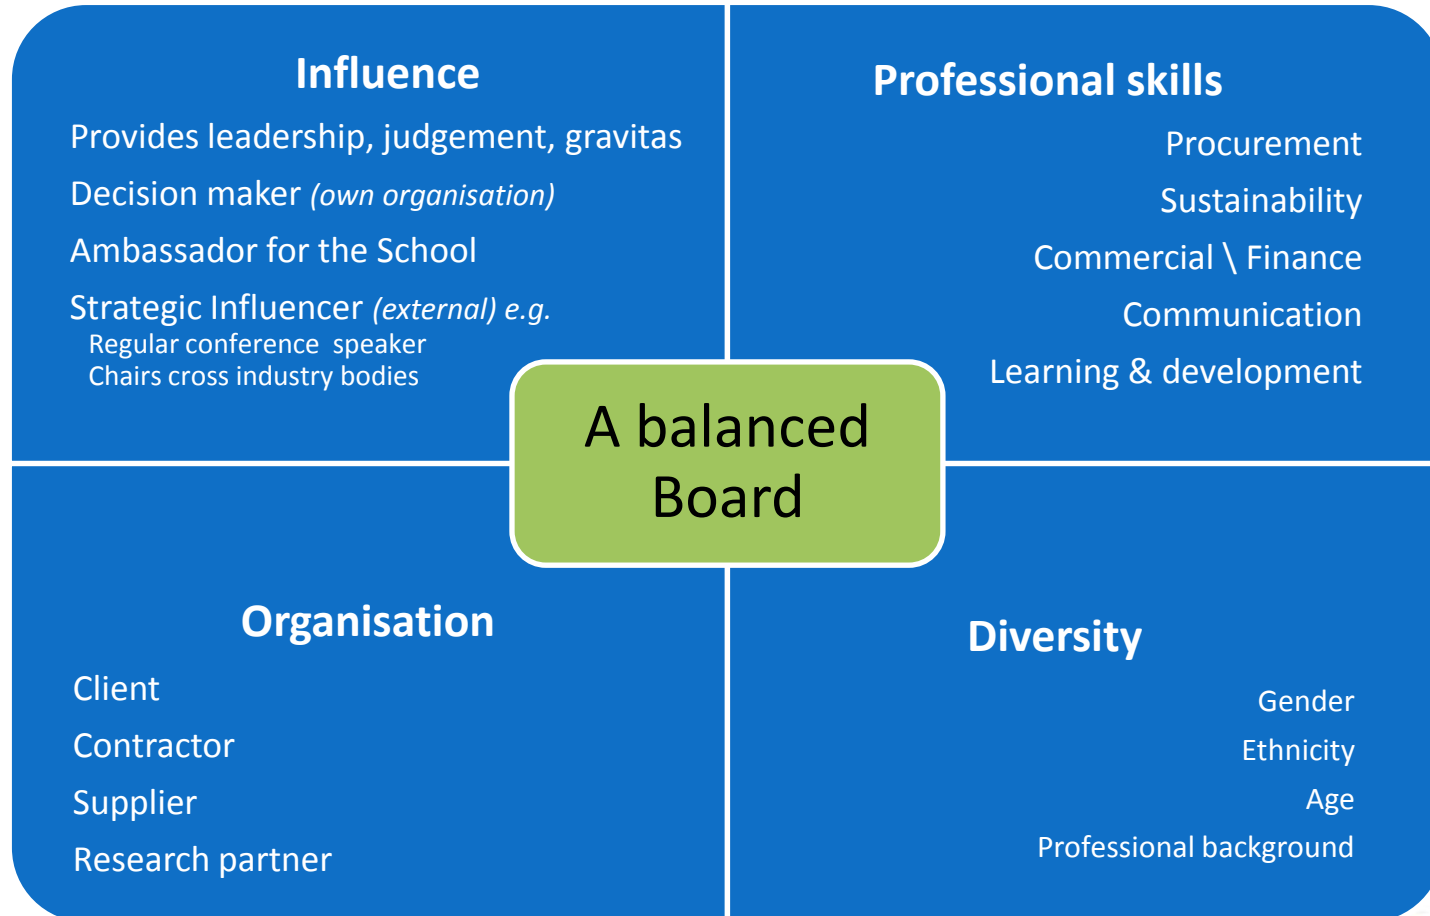 Influence
Provides leadership, judgement, gravitas
Decision maker (own organisation)
Ambassador for the School
Strategic Influencer (external) e.g.
Regular conference speaker
Chairs cross industry bodies
Professional skills
Procurement
Sustainability
Commercial \ Finance
Communication
Learning & development
A balanced
Board
Organisation
Client
Contractor
Supplier
Research partner
Diversity
Gender
Ethnicity
Age
Professional background